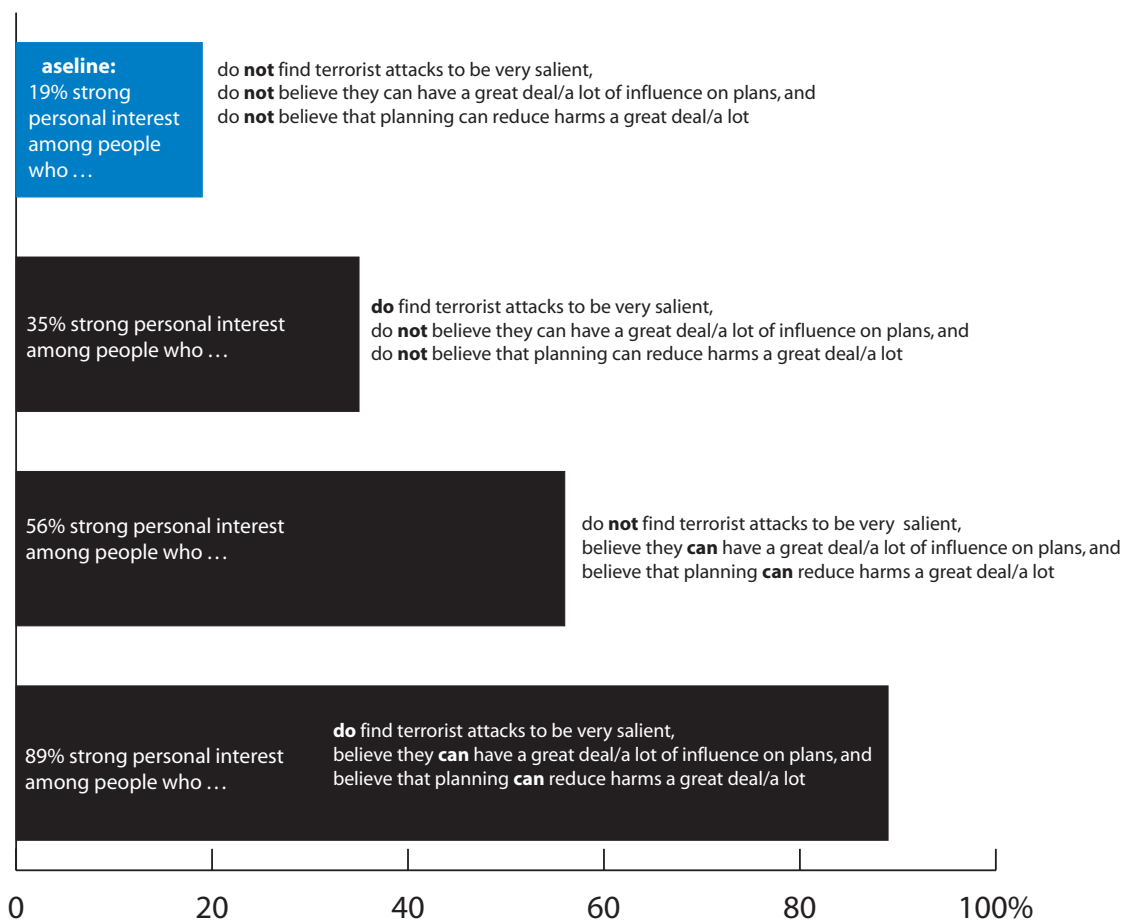 aseline:
19% strong
personal interest
among people
who ...
do not find terrorist attacks to be very salient,
do not believe they can have a great deal/a lot of influence on plans, and
do not believe that planning can reduce harms a great deal/a lot
35% strong personal interest
among people who ...
do find terrorist attacks to be very salient,
do not believe they can have a great deal/a lot of influence on plans, and
do not believe that planning can reduce harms a great deal/a lot
56% strong personal interest
among people who ...
do not find terrorist attacks to be very salient,
believe they can have a great deal/a lot of influence on plans, and
believe that planning can reduce harms a great deal/a lot
89% strong personal interest
among people who ...
do find terrorist attacks to be very salient,
believe they can have a great deal/a lot of influence on plans, and
believe that planning can reduce harms a great deal/a lot
0 20 40 60 80 100%